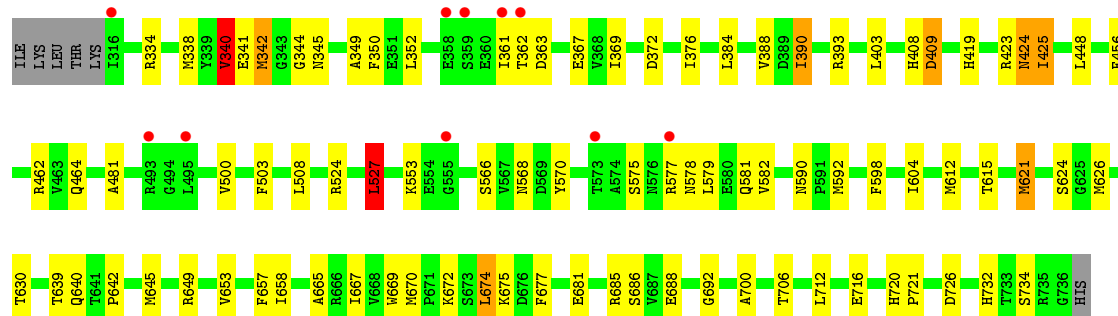 ILE LYS LEU THR LYS I316 R334 M338 Y339 V340 E341 M342 G343 G344 N345 A349 F350 E351 L352 E358 S359 E360 I361 T362 D363 E367 V368 I369 D372 I376 L384 V388 D389 I390 R393 L403 H408 D409 H419 R423 N424 I425 L448
R462 V463 Q464 A481 R493 G494 L495 V500 F503 L508 R524 L527 K553 E554 G555 S566 V567 N568 D569 Y570 T573 A574 S575 N576 R577 N578 L579 E580 Q581 V582 N590 P591 M592 F598 I604 M612 T615 M621 S624 G625 M626
T630 T639 Q640 T641 P642 M645 R649 V653 F657 I658 A665 R666 I667 V668 W669 M670 P671 K672 S673 L674 K675 D676 F677 E681 R685 S686 V687 E688 G692 A700 T706 L712 E716 H720 P721 D726 H732 T733 S734 R735 G736 HIS